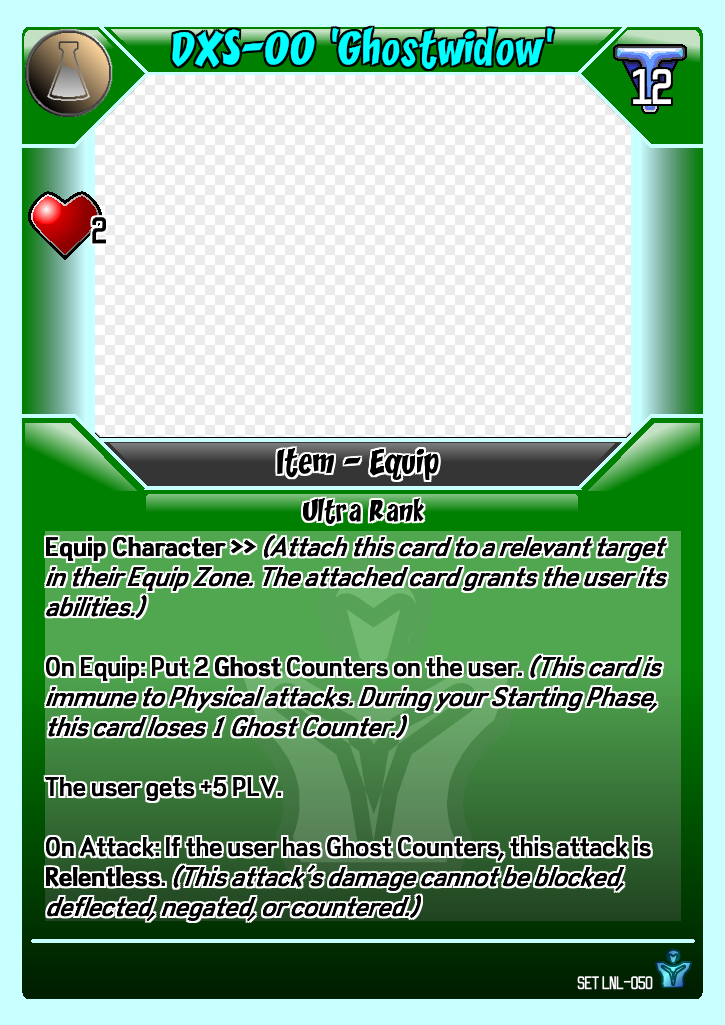 DXS-00 'Ghostwidow'
12
2
Item - Equip
Ultra Rank
Equip Character >> (Attach this card to a relevant target
in their Equip Zone. The attached card grants the user its
abilities.)
On Equip: Put 2 Ghost Counters on the user. (This card is
immune to Physical attacks. During your Starting Phase,
this card loses 1 Ghost Counter.)
The user gets +5 PLV.
On Attack: If the user has Ghost Counters, this attack is
Relentless. (This attack's damage cannot be blocked,
deflected, negated, or countered.)
SET LNL-050